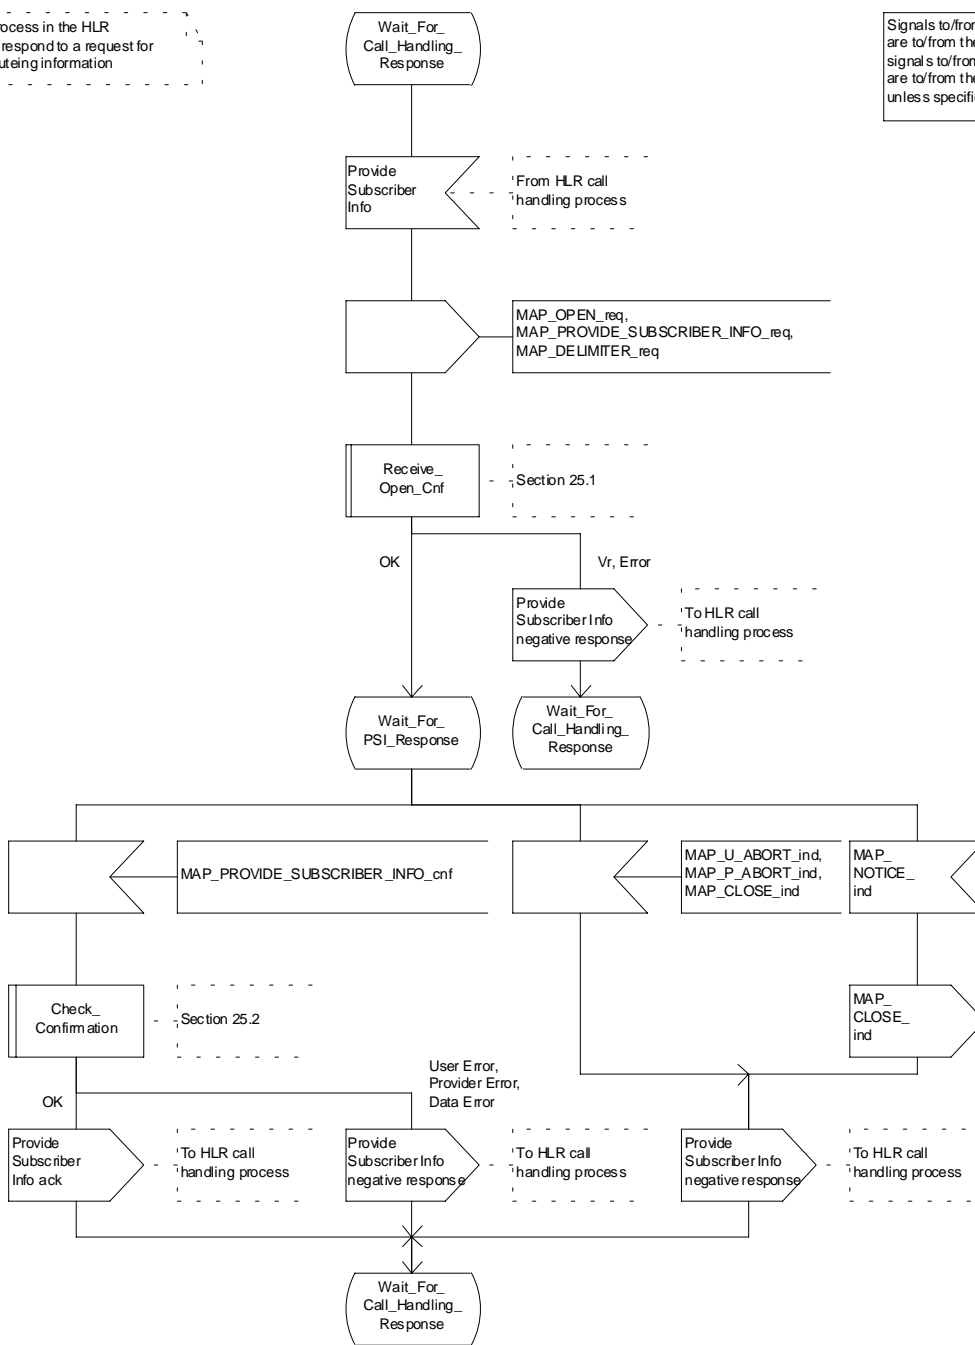 Process in the HLR
respond to a request for
information
Wait_For_
Call_Handling_
Response
Signals to/from
are to/from the
signals to/from
are to/from the
unless
Provide
Subscriber
Info
From HLR call
handling process
MAP_OPEN_req,
MAP_PROVIDE_SUBSCRIBER_INFO_req,
MAP_DELIMITER_req
Receive_
Open_Cnf
Section 25.1
OK
Vr, Error
Provide
Subscriber Info
negative response
To HLR call
handling process
Wait_For_
PSI_Response
Wait_For_
Call_Handling_
Response
MAP_PROVIDE_SUBSCRIBER_INFO_cnf
MAP_U_ABORT_ind,
MAP_P_ABORT_ind,
MAP_CLOSE_ind
MAP_
NOTICE_
ind
Check_
Confirmation
Section 25.2
MAP_
CLOSE_
ind
User Error,
Provider Error,
Data Error
OK
Provide
Subscriber
Info ack
To HLR call
handling process
Provide
Subscriber Info
negative response
To HLR call
handling process
Provide
Subscriber Info
negative response
To HLR call
handling process
Wait_For_
Call_Handling_
Response